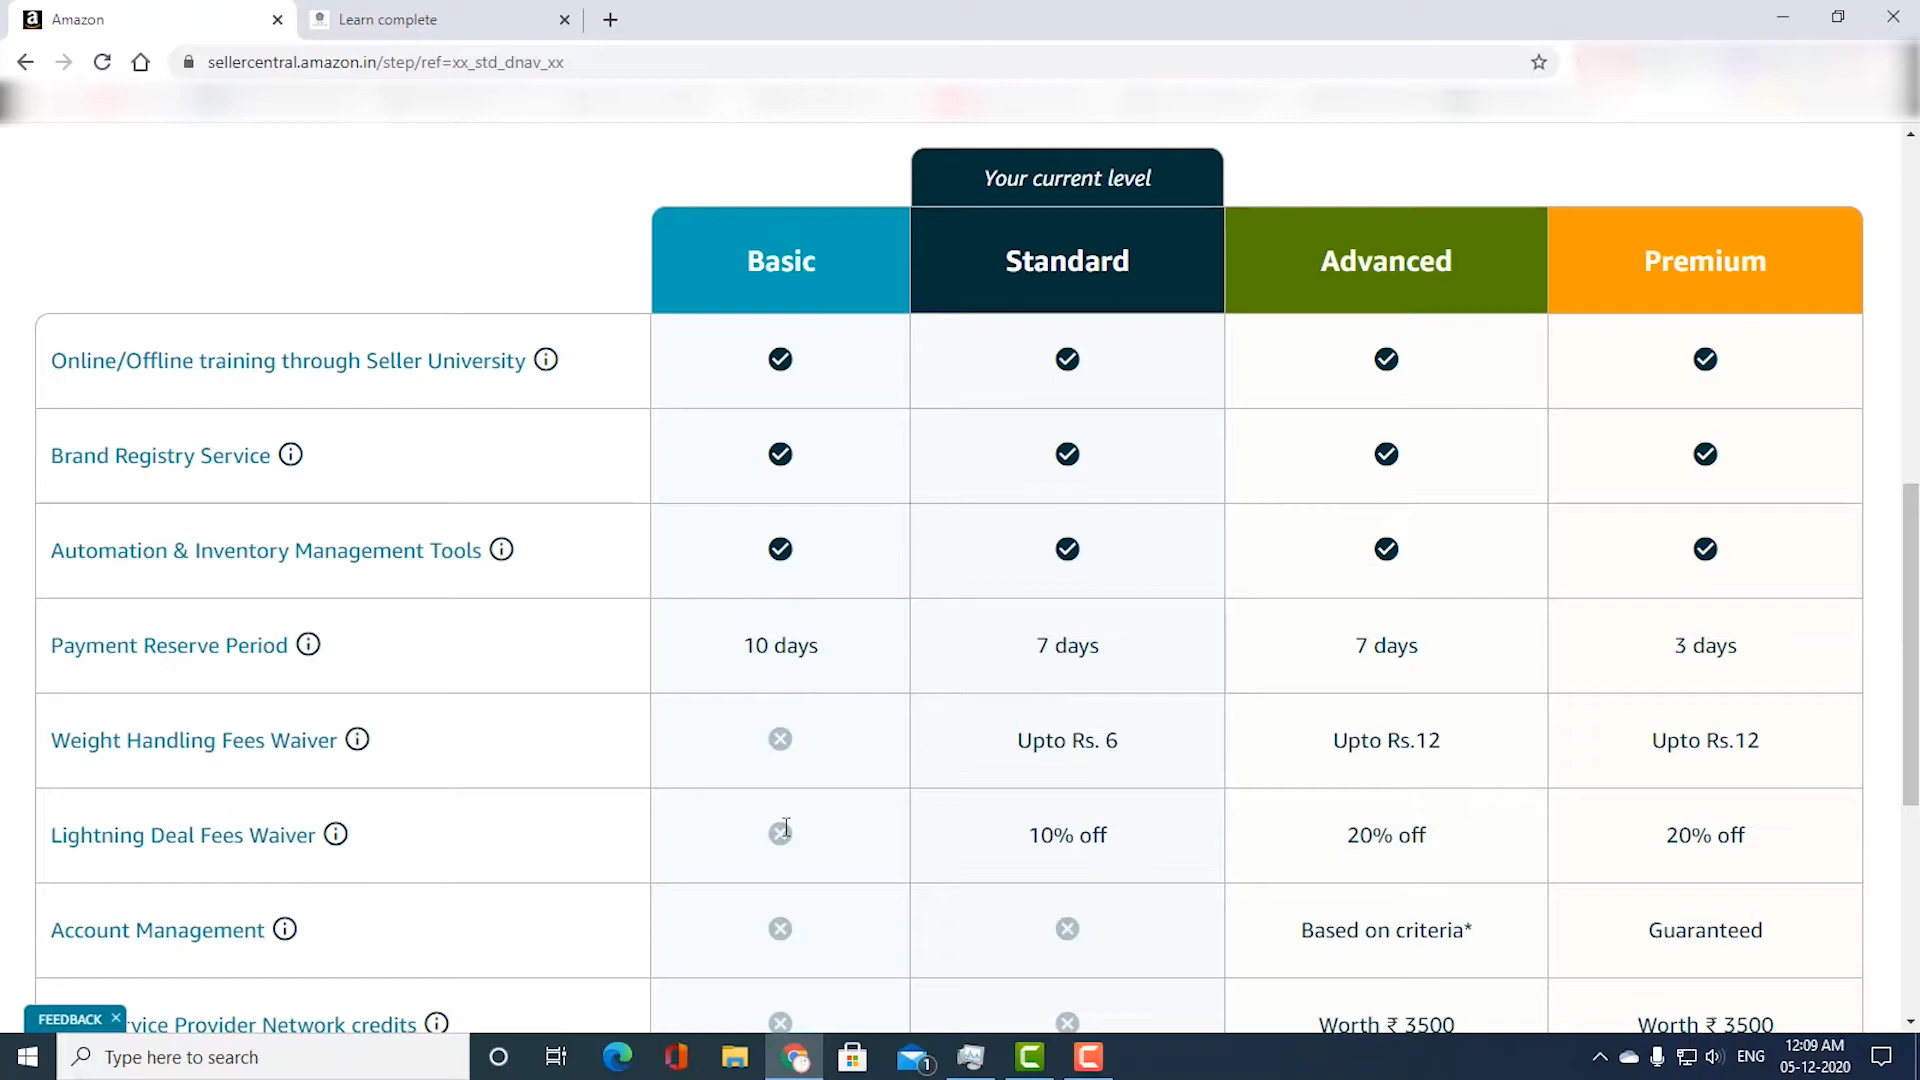 Amazon
Learn complete
sellercentral.amazon.in/step/ref=xx_std_dnav_xx
Your current level
Basic Standard Advanced Premium
Online/Offline training through Seller University
Brand Registry Service
Automation & Inventory Management Tools
Payment Reserve Period 10 days 7 days 7 days 3 days
Weight Handling Fees Waiver Upto Rs. 6 Upto Rs.12 Upto Rs.12
Lightning Deal Fees Waiver 10% off 20% off 20% off
Account Management Based on criteria* Guaranteed
vice Provider Network credits Worth ₹ 3500 Worth ₹ 3500
FEEDBACK
Type here to search
1
ENG
12:09 AM
05-12-2020